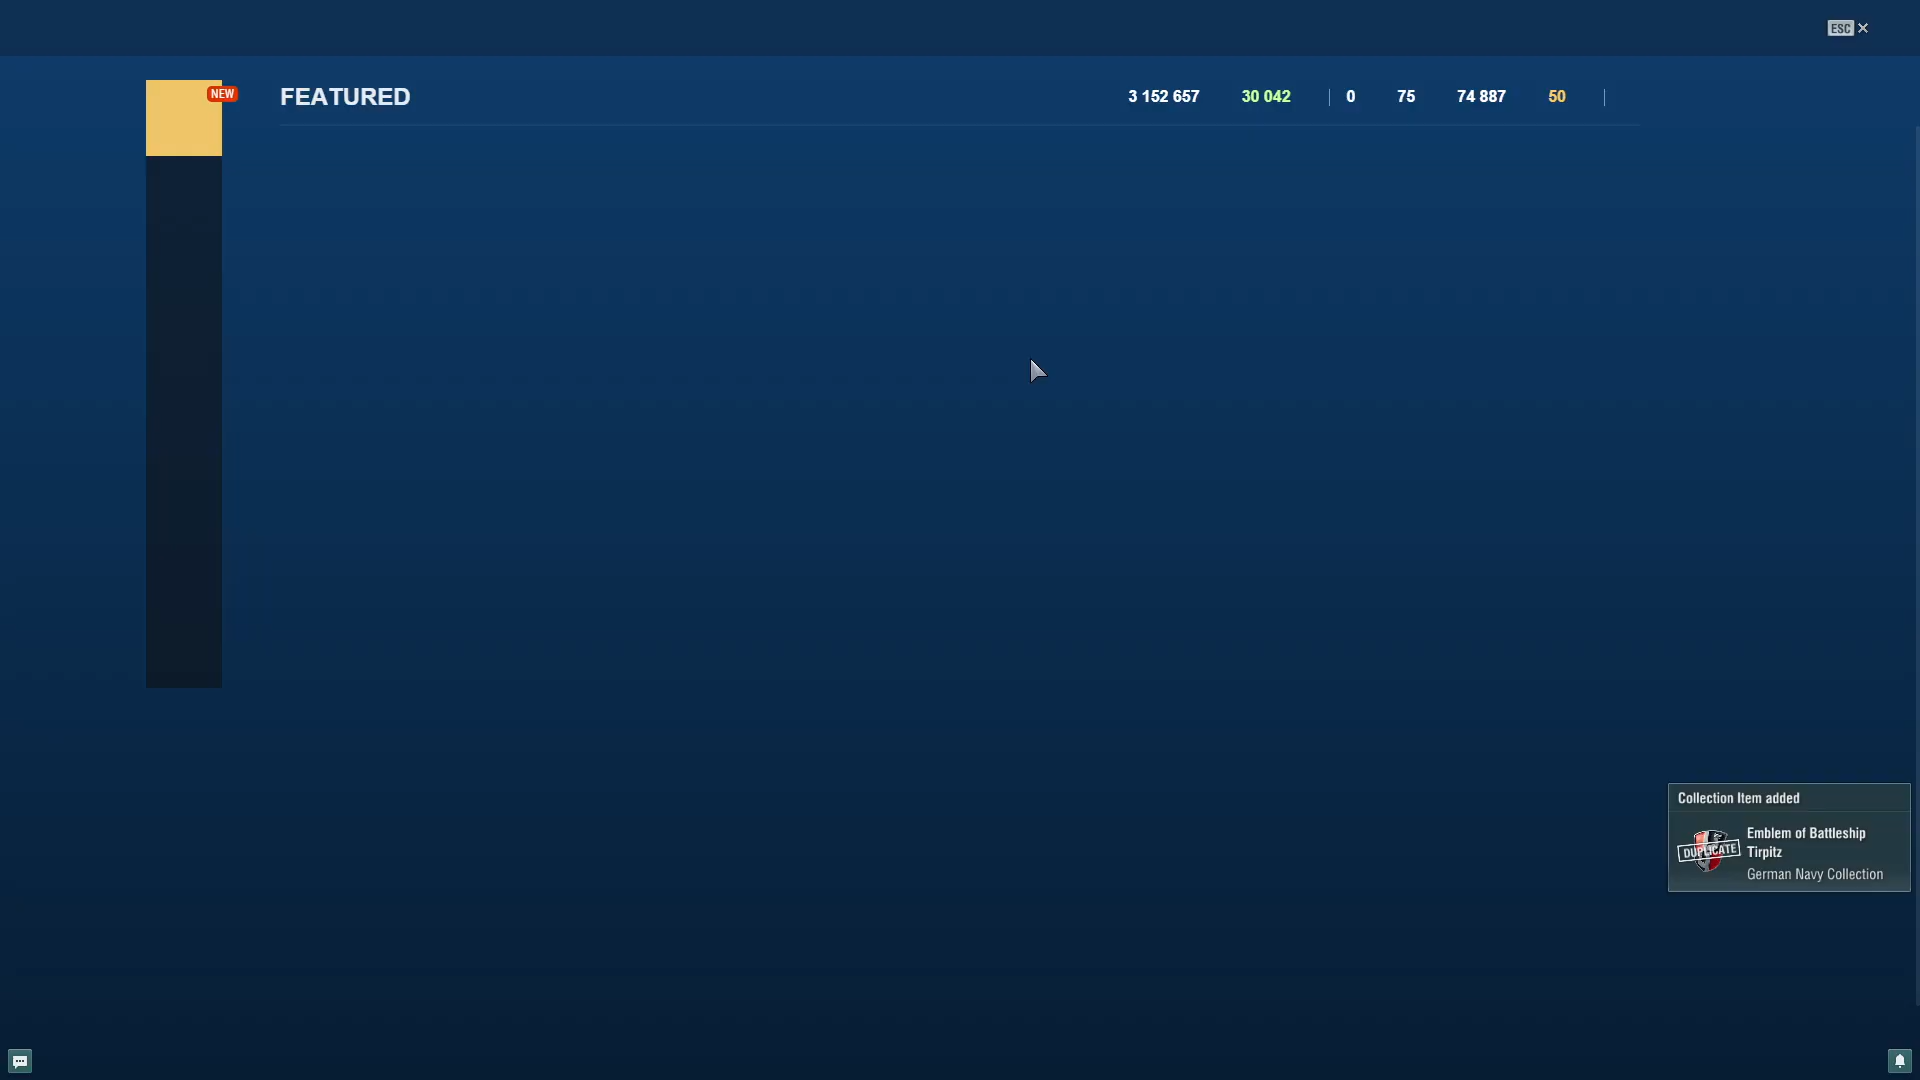 ESC
NEW
FEATURED
3 152 657 30 042 0 75 74 887 50
Collection Item added
DUPLICATE
Emblem of Battleship
Tirpitz
German Navy Collection